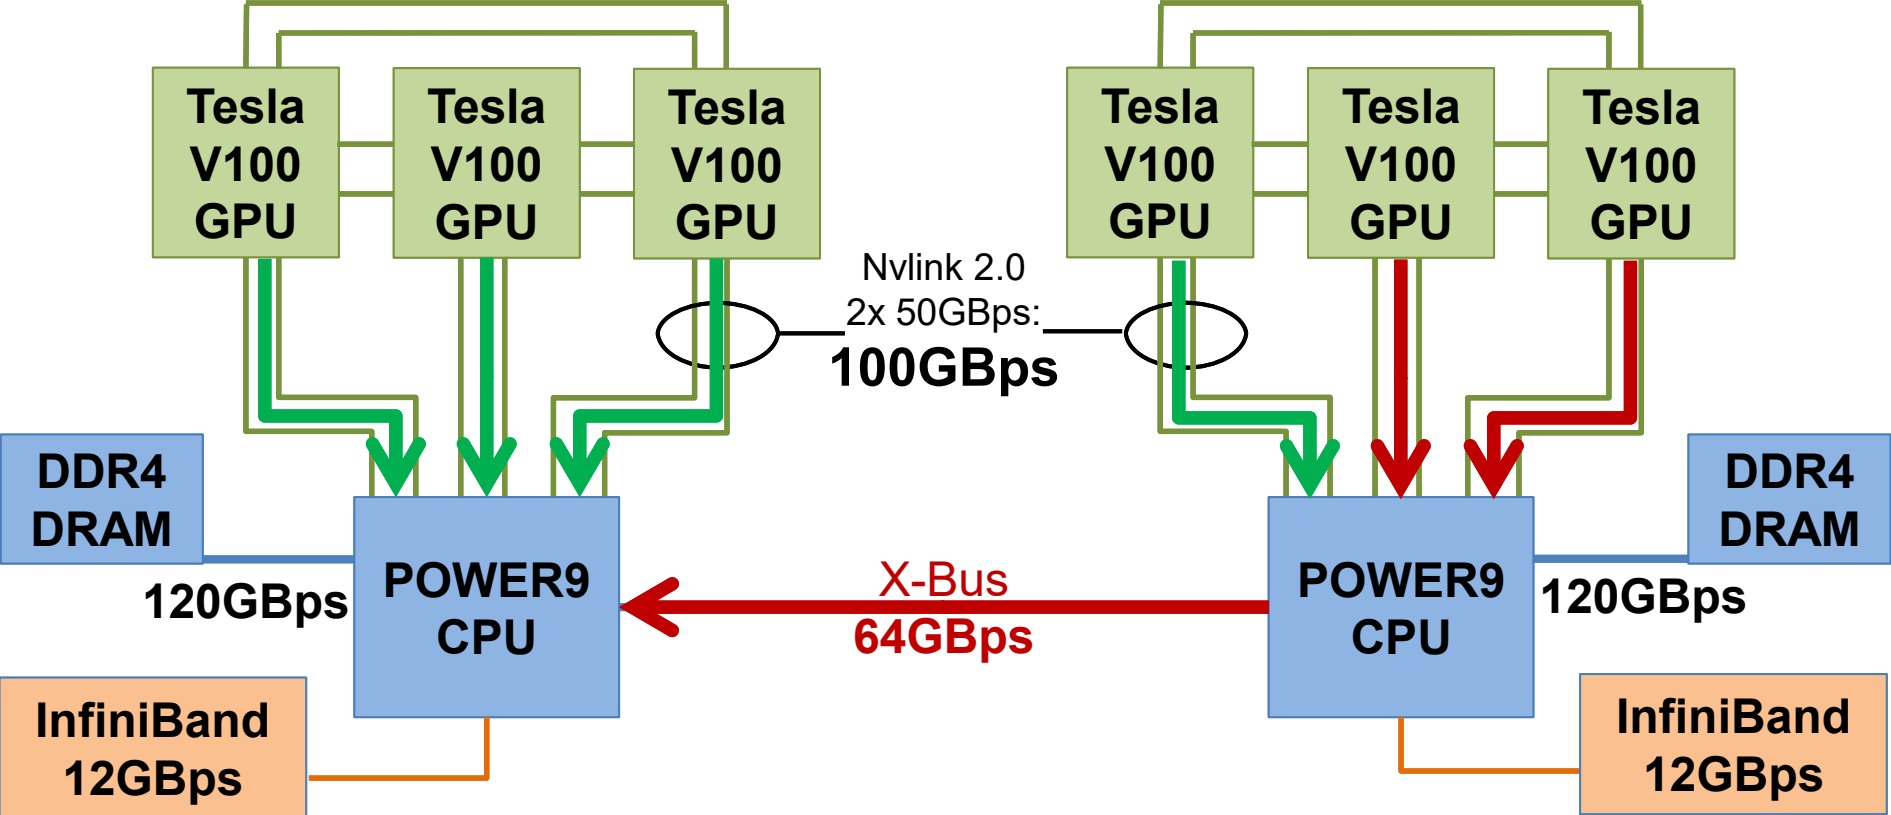 Tesla
V100
GPU
Tesla
V100
GPU
Tesla
V100
GPU
Tesla
V100
GPU
Tesla
V100
GPU
Tesla
V100
GPU
Nvlink 2.0
2x 50GBps:
100GBps
DDR4
DRAM
120GBps
POWER9
CPU
X-Bus
64GBps
POWER9
CPU
DDR4
DRAM
120GBps
InfiniBand
12GBps
InfiniBand
12GBps